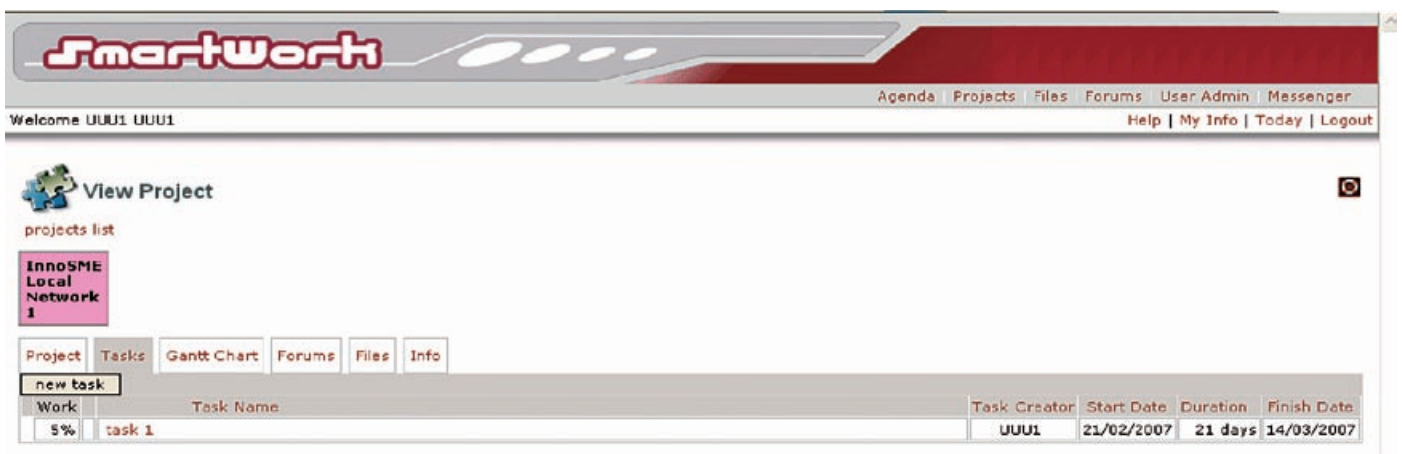 SmartWork
Agenda | Projects | Files | Forums | User Admin | Messenger
Welcome UUU1 UUU1
Help | My Info | Today | Logout
View Project
projects list
InnoSME
Local
Network
1
Project Tasks Gantt Chart Forums Files Info
new task
Work Task Name Task Creator Start Date Duration Finish Date
5% task 1 UUU1 21/02/2007 21 days 14/03/2007